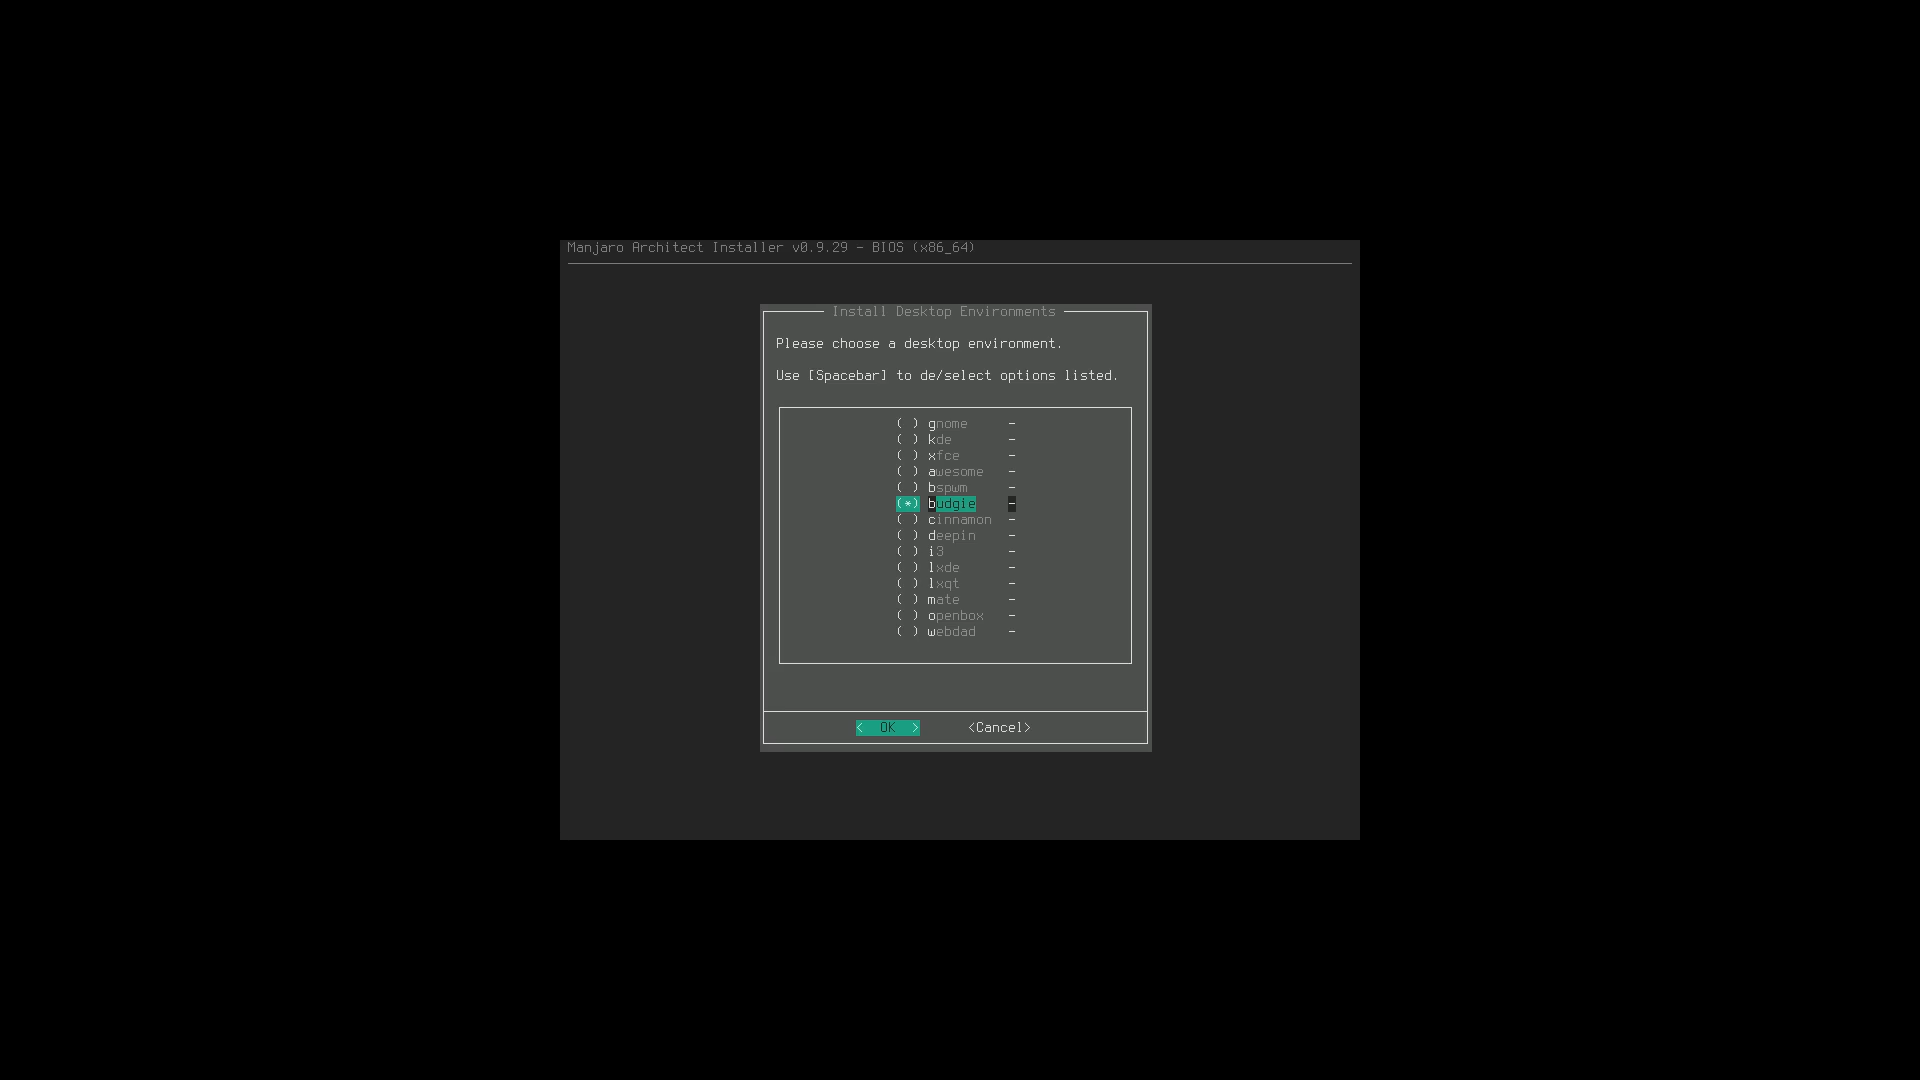 Manjaro Architect Installer v0.9.29 - BIOS (x86_64)
Install Desktop Environments
Please choose a desktop environment.
Use [Spacebar] to de/select options listed.
( ) gnome -
( ) kde -
( ) xfce -
( ) awesome -
( ) bspwm -
(*) budgie -
( ) cinnamon -
( ) deepin -
( ) i3 -
( ) lxde -
( ) lxqt -
( ) mate -
( ) openbox -
( ) webdad -
< OK > <Cancel>